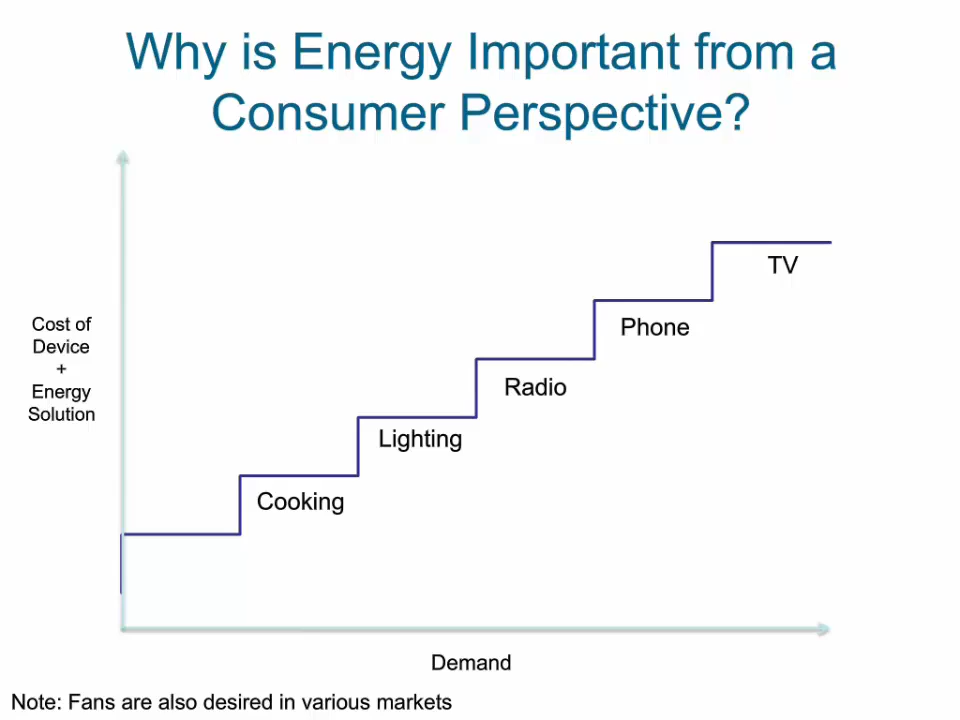 Why is Energy Important from a
Consumer Perspective?
TV
Cost of
Device
+
Energy
Solution
Phone
Radio
Lighting
Cooking
Demand
Note: Fans are also desired in various markets